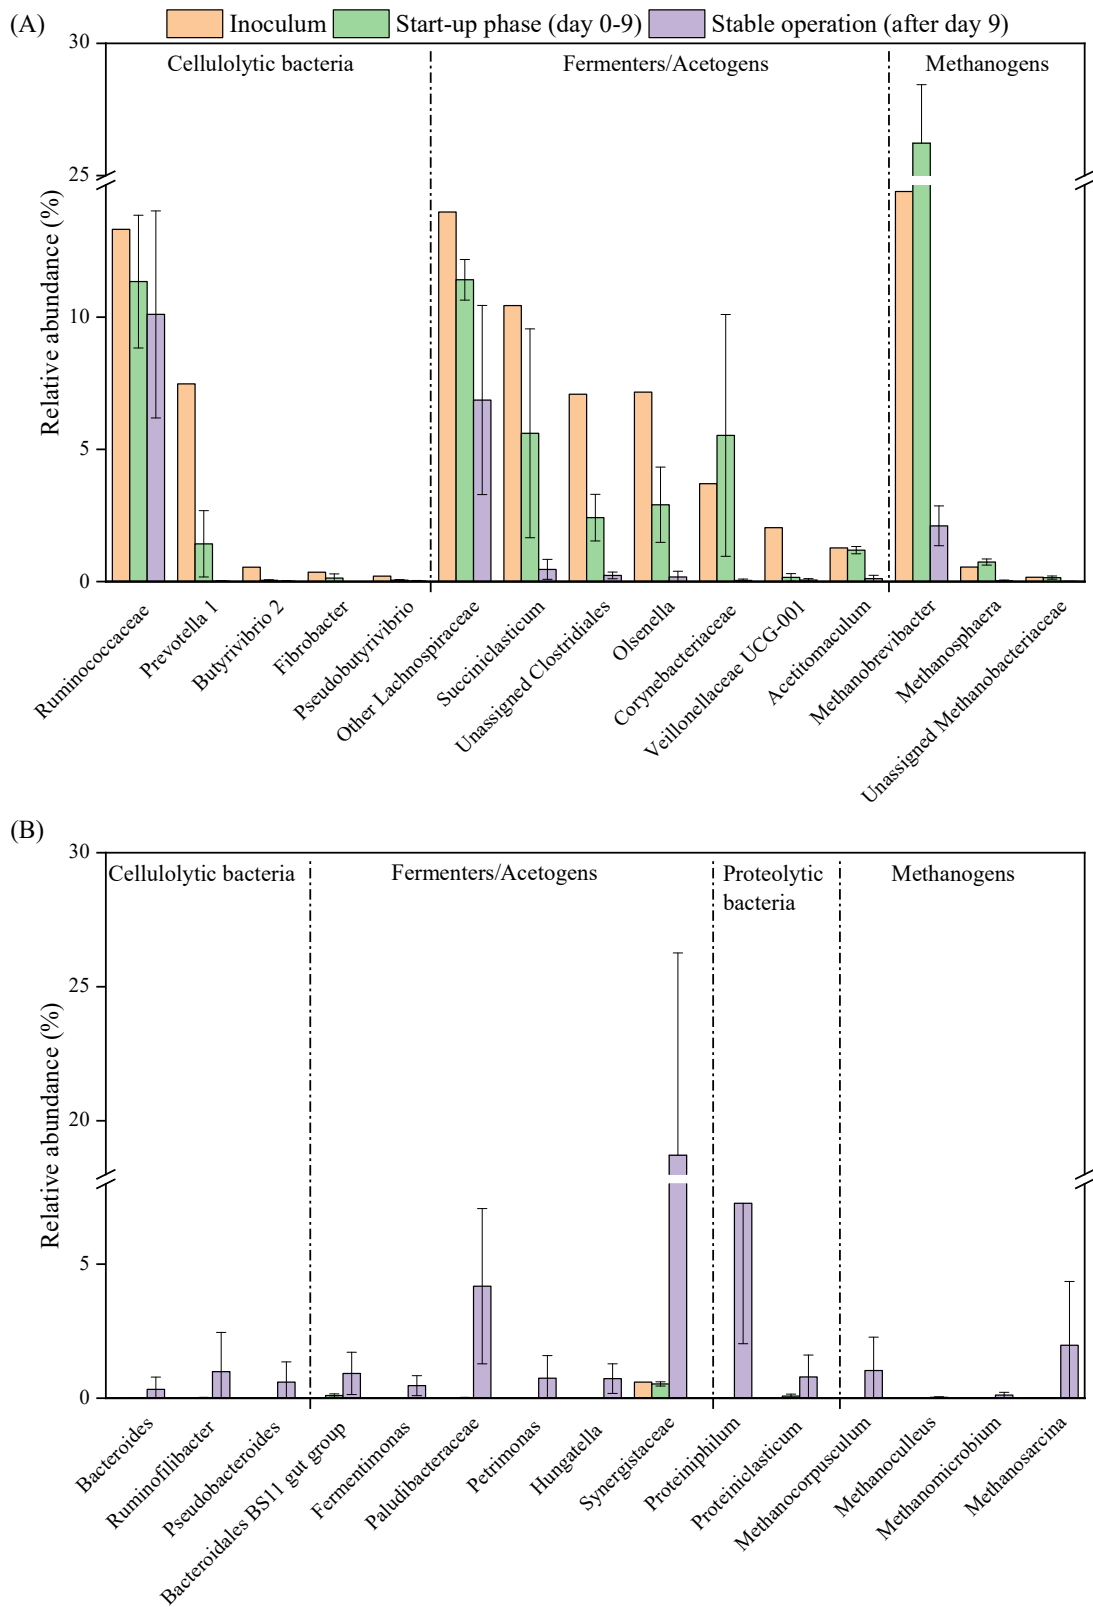 (A)
Inoculum Start-up phase (day 0-9) Stable operation (after day 9)
30
25
10
5
0
Relative abundance (%)
Cellulolytic bacteria
Fermenters/Acetogens
Methanogens
Ruminococcaceae
Prevotella 1
Butyrivibrio 2
Fibrobacter
Pseudobutyrivibrio
Other Lachnospiraceae
Succiniclasticum
Unassigned Clostridiales
Olsenella
Corynebacteriaceae
Veillonellaceae UCG-001
Acetitomaculum
Methanobrevibacter
Methanosphaera
Unassigned Methanobacteriaceae
(B)
30
25
20
5
0
Relative abundance (%)
Cellulolytic bacteria
Fermenters/Acetogens
Proteolytic
bacteria
Methanogens
Bacteroides
Ruminofilibacter
Pseudobacteroides
Bacteroidales BS11 gut group
Fermentimonas
Paludibacteraceae
Petrimonas
Hungatella
Synergistaceae
Proteiniphilum
Proteiniclasticum
Methanocorpusculum
Methanoculleus
Methanomicrobium
Methanosarcina